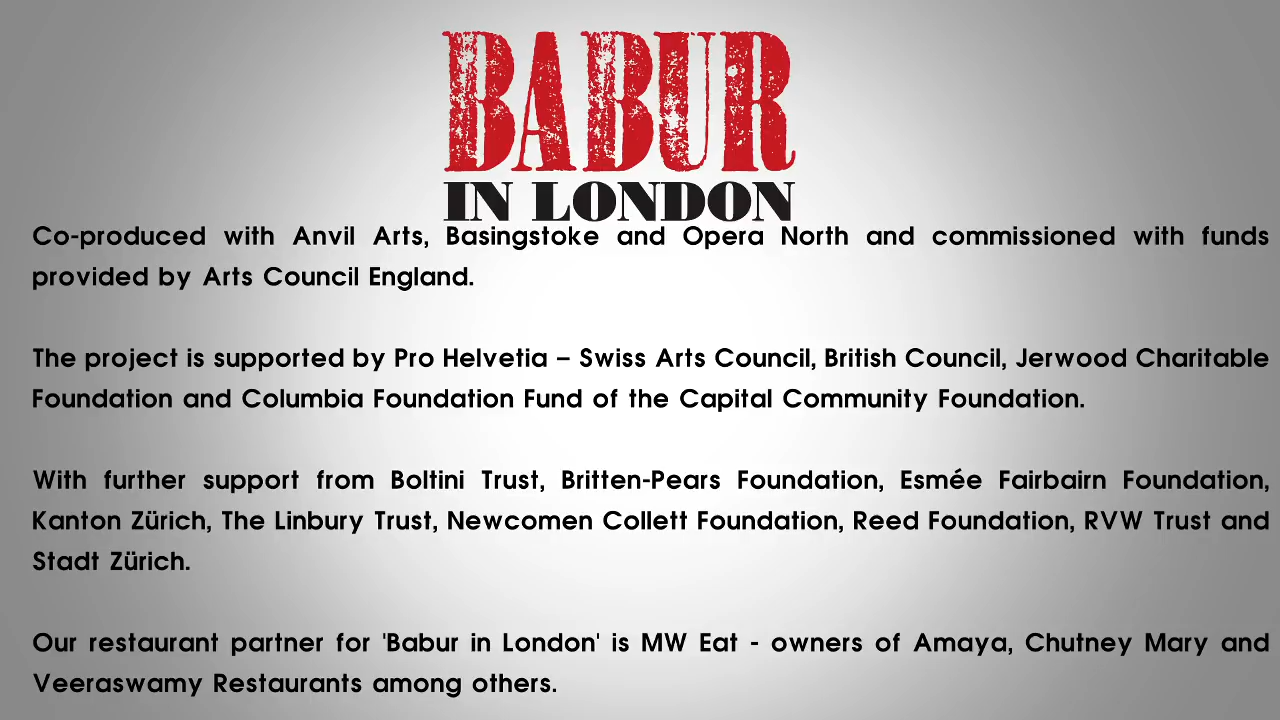 BABUR
IN LONDON
Co-produced with Anvil Arts, Basingstoke and Opera North and commissioned with funds
provided by Arts Council England.
The project is supported by Pro Helvetia – Swiss Arts Council, British Council, Jerwood Charitable
Foundation and Columbia Foundation Fund of the Capital Community Foundation.
With further support from Boltini Trust, Britten-Pears Foundation, Esmée Fairbairn Foundation,
Kanton Zürich, The Linbury Trust, Newcomen Collett Foundation, Reed Foundation, RVW Trust and
Stadt Zürich.
Our restaurant partner for 'Babur in London' is MW Eat - owners of Amaya, Chutney Mary and
Veeraswamy Restaurants among others.